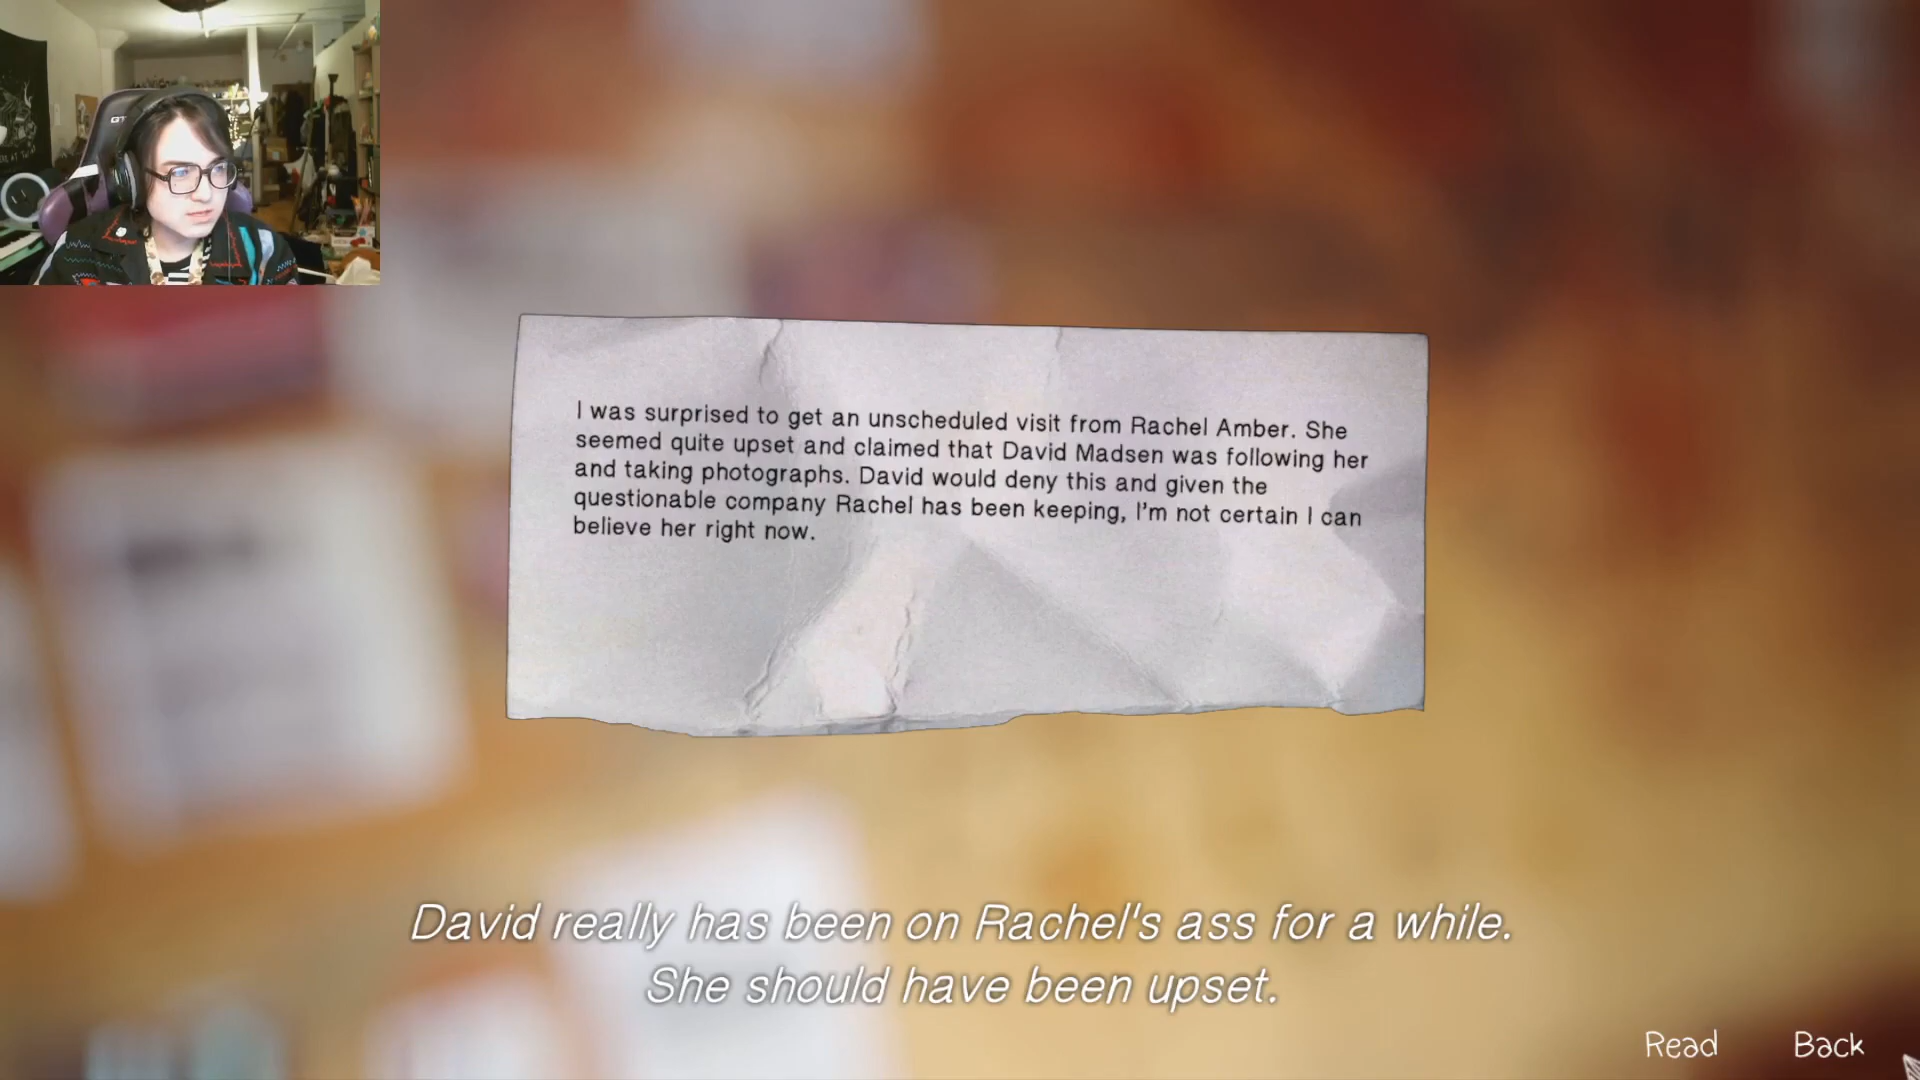 I was surprised to get an unscheduled visit from Rachel Amber. She
seemed quite upset and claimed that David Madsen was following her
and taking photographs. David would deny this and given the
questionable company Rachel has been keeping, I'm not certain I can
believe her right now.
David really has been on Rachel's ass for a while.
She should have been upset.
Read Back